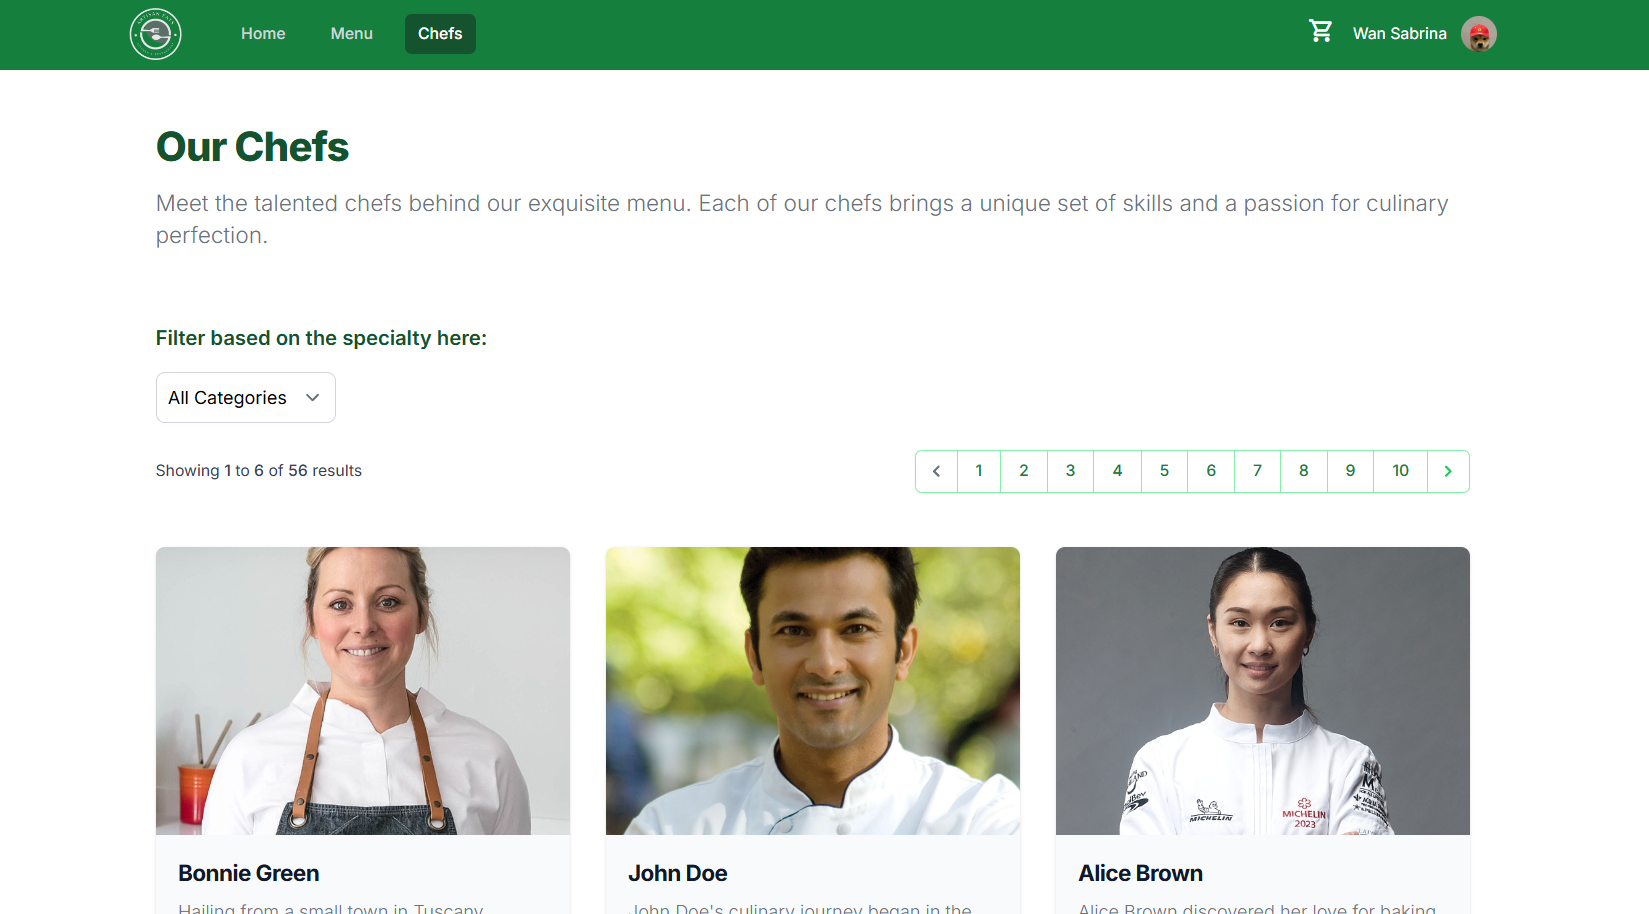 ARTISAN EATS
Home
Menu
Chefs
Wan Sabrina
Our Chefs
Meet the talented chefs behind our exquisite menu. Each of our chefs brings a unique set of skills and a passion for culinary
perfection.
Filter based on the specialty here:
All Categories
Showing 1 to 6 of 56 results
1 2 3 4 5 6 7 8 9 10
MICHELIN
MICHELIN
2023
Bonnie Green
John Doe
Alice Brown
Hailing from a small town in Tuscany,
John Doe's culinary journey began in the
Alice Brown discovered her love for baking